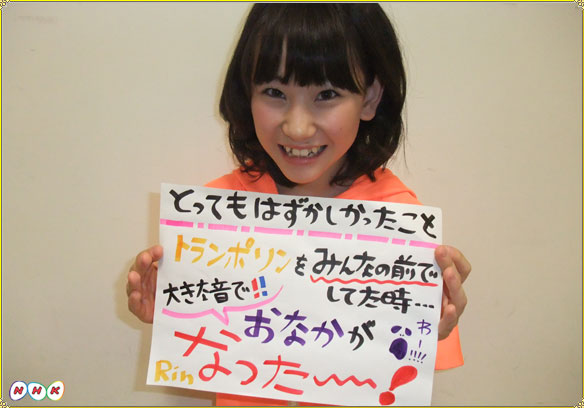 とってもはずかしかったこと
トランポリンをみんなの前で
してた時…
大きな音で!!
おなかが
わー!!!!
なった〜〜!
Rin
NHK